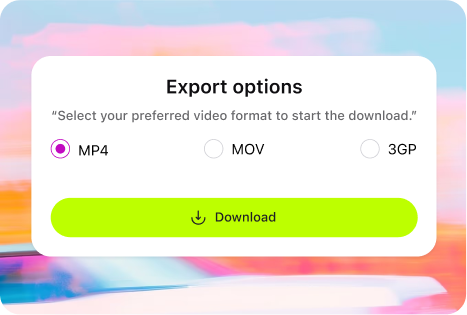 Export options
“Select your preferred video format to start the download.”
MP4 MOV 3GP
Download